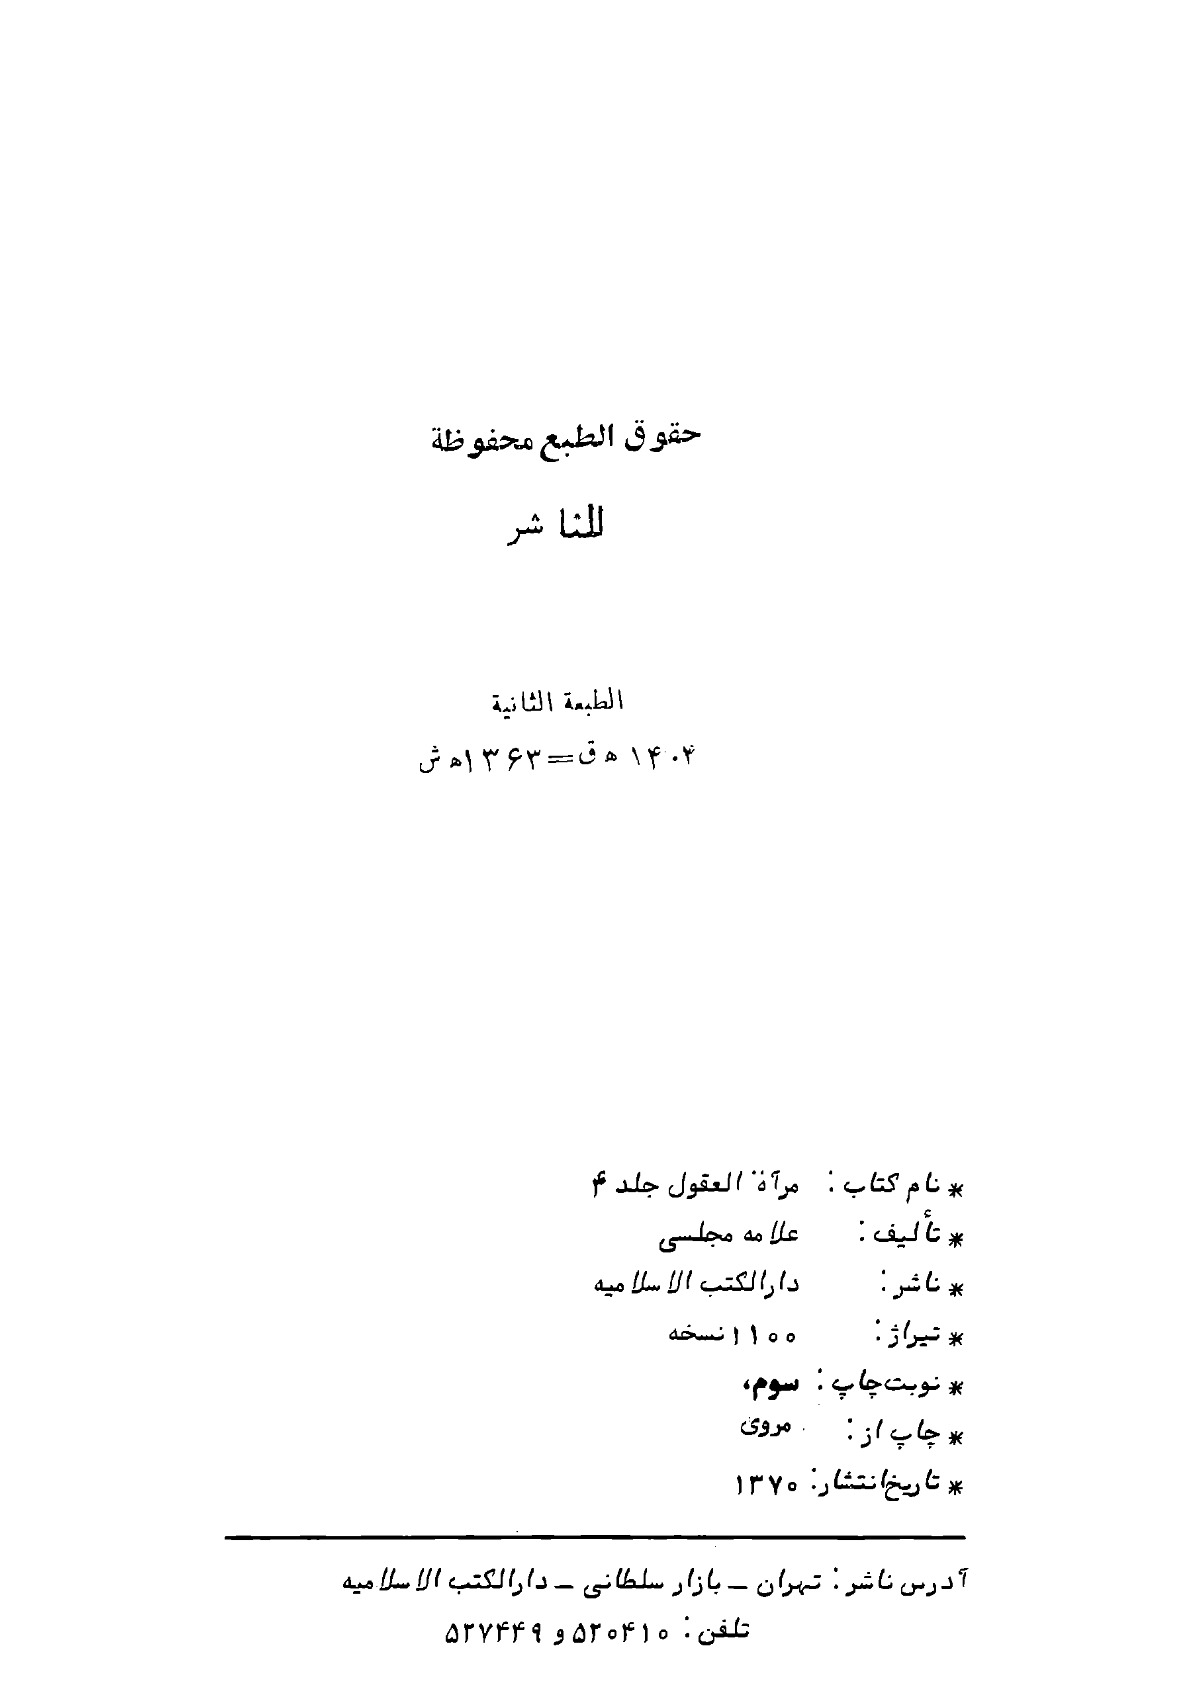 حقوق الطبع محفوظة
للناشر
الطبعة الثانية
۱۴۰۴ ه ق = ۱۳۶۳ ه ش
* نام کتاب : مرآة العقول جلد ۴
* تألیف : علامه مجلسی
* ناشر : دارالکتب الاسلامیه
* تیراژ : ۱۱۰۰ نسخه
* نوبت چاپ : سوم،
* چاپ از : مروی
* تاریخ انتشار : ۱۳۷۰
آدرس ناشر : تهران ــ بازار سلطانی ــ دارالکتب الاسلامیه
تلفن : ۵۲۰۴۱۰ و ۵۲۷۴۴۹